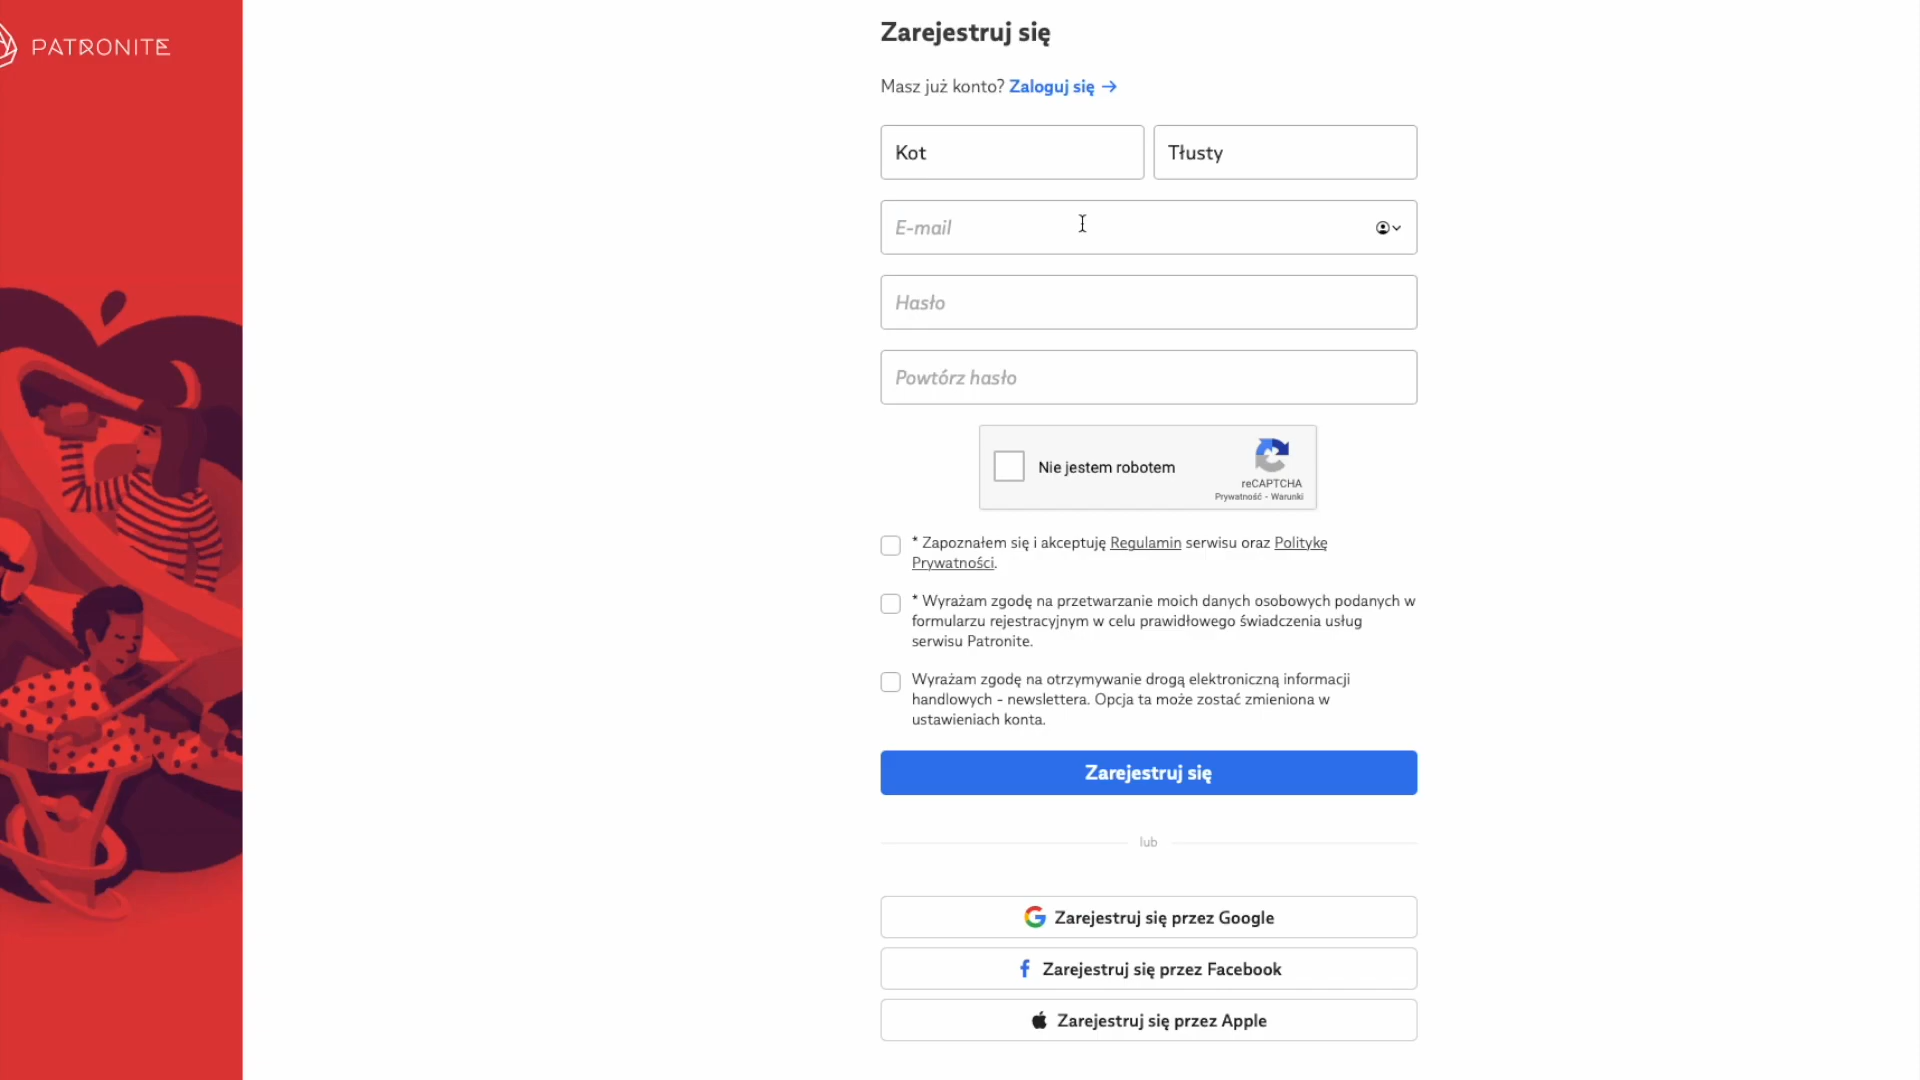 PATRONITE
Zarejestruj się
Masz już konto? Zaloguj się →
Kot
Tłusty
E-mail
Hasło
Powtórz hasło
Nie jestem robotem
reCAPTCHA
Prywatność - Warunki
* Zapoznałem się i akceptuję Regulamin serwisu oraz Politykę
Prywatności.
* Wyrażam zgodę na przetwarzanie moich danych osobowych podanych w
formularzu rejestracyjnym w celu prawidłowego świadczenia usług
serwisu Patronite.
Wyrażam zgodę na otrzymywanie drogą elektroniczną informacji
handlowych - newslettera. Opcja ta może zostać zmieniona w
ustawieniach konta.
Zarejestruj się
lub
Zarejestruj się przez Google
Zarejestruj się przez Facebook
Zarejestruj się przez Apple